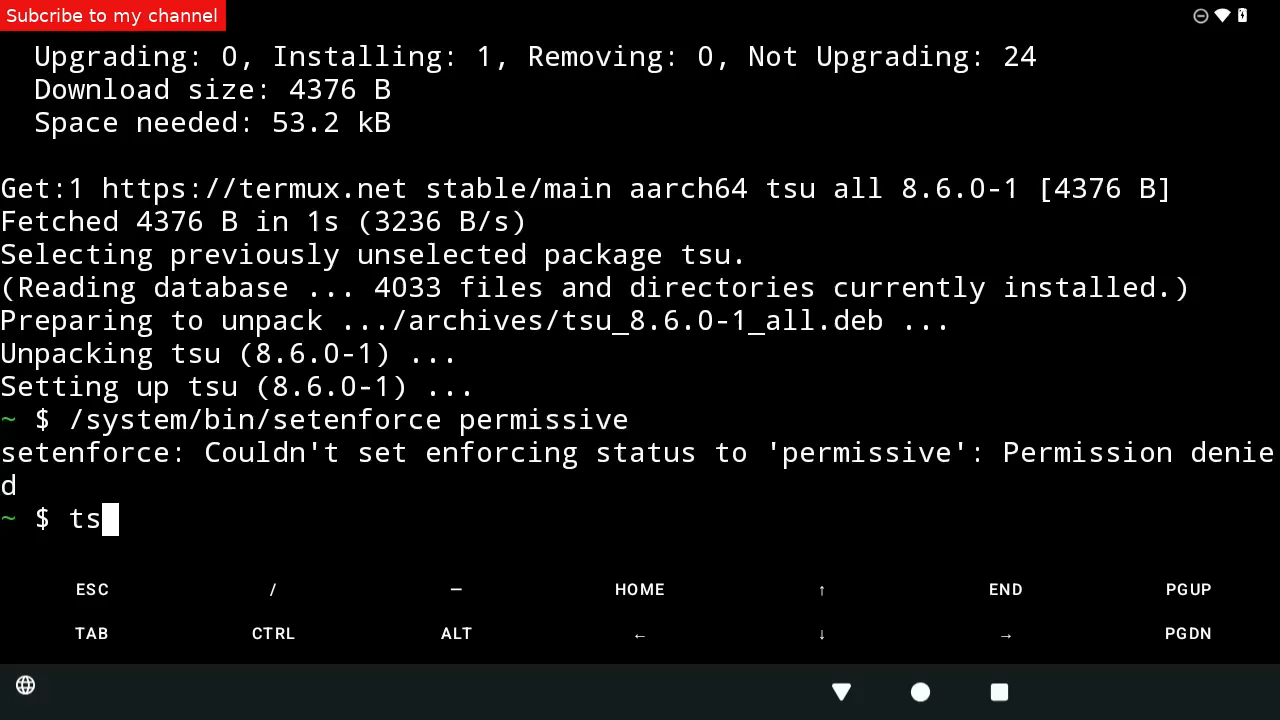 Subcribe to my channel
Upgrading: 0, Installing: 1, Removing: 0, Not Upgrading: 24
Download size: 4376 B
Space needed: 53.2 kB
Get:1 https://termux.net stable/main aarch64 tsu all 8.6.0-1 [4376 B]
Fetched 4376 B in 1s (3236 B/s)
Selecting previously unselected package tsu.
(Reading database ... 4033 files and directories currently installed.)
Preparing to unpack .../archives/tsu_8.6.0-1_all.deb ...
Unpacking tsu (8.6.0-1) ...
Setting up tsu (8.6.0-1) ...
~ $ /system/bin/setenforce permissive
setenforce: Couldn't set enforcing status to 'permissive': Permission denie
d
~ $ ts
ESC / — HOME ↑ END PGUP
TAB CTRL ALT ← ↓ → PGDN